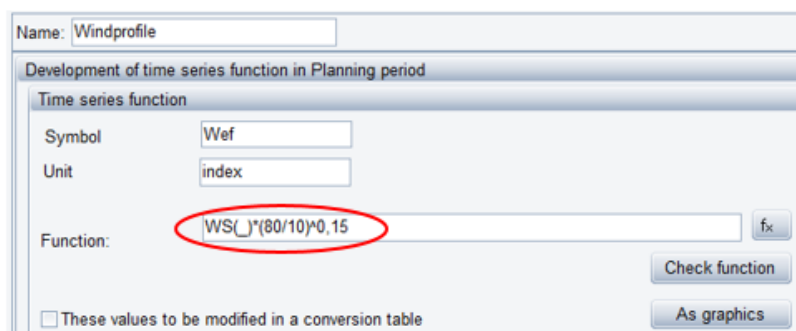 Name: Windprofile
Development of time series function in Planning period
Time series function
Symbol Wef
Unit index
Function: WS(_)*(80/10)^0,15 fx
Check function
These values to be modified in a conversion table As graphics